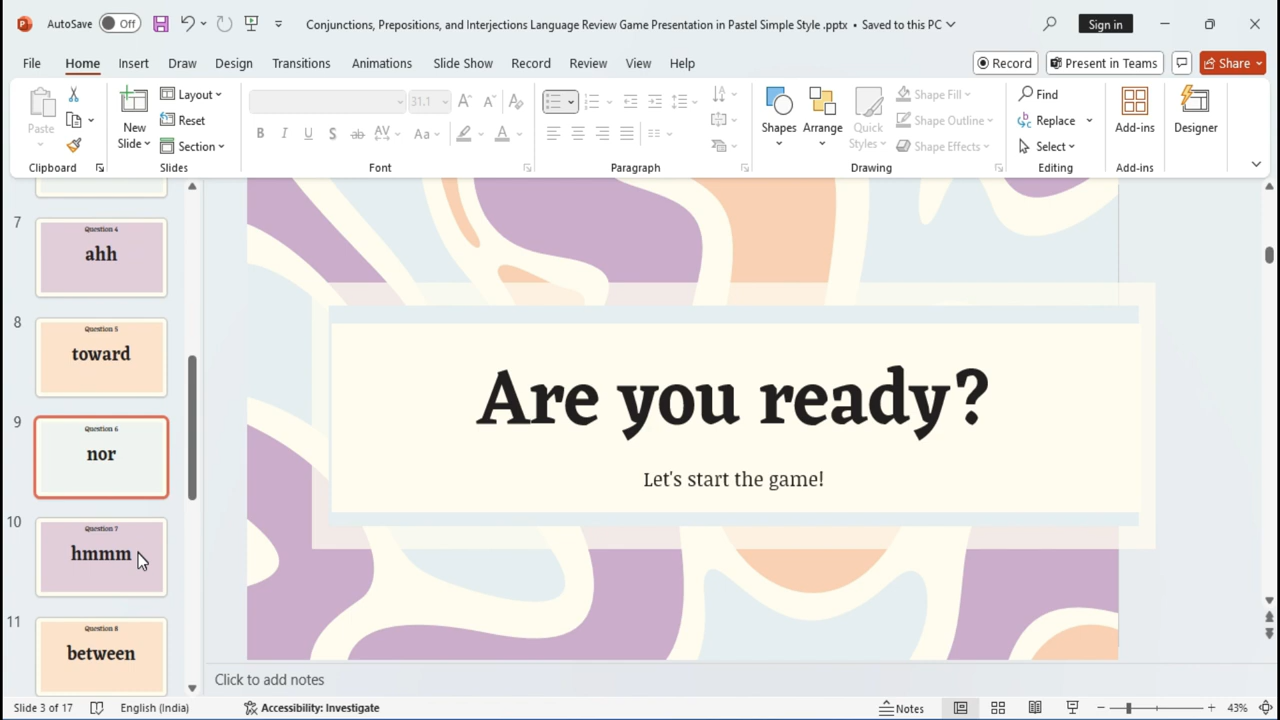 AutoSave Off Conjunctions, Prepositions, and Interjections Language Review Game Presentation in Pastel Simple Style .pptx • Saved to this PC Sign in
File Home Insert Draw Design Transitions Animations Slide Show Record Review View Help Record Present in Teams Share
Paste New Slide Layout Reset Section 31.1 Aa Shapes Arrange Quick Styles Shape Fill Shape Outline Shape Effects Find Replace Select Add-ins Designer
Clipboard Slides Font Paragraph Drawing Editing Add-ins
7
Question 4
ahh
8
Question 5
toward
9
Question 6
nor
10
Question 7
hmmm
11
Question 8
between
Are you ready?
Let's start the game!
Click to add notes
Slide 3 of 17 English (India) Accessibility: Investigate Notes 43%